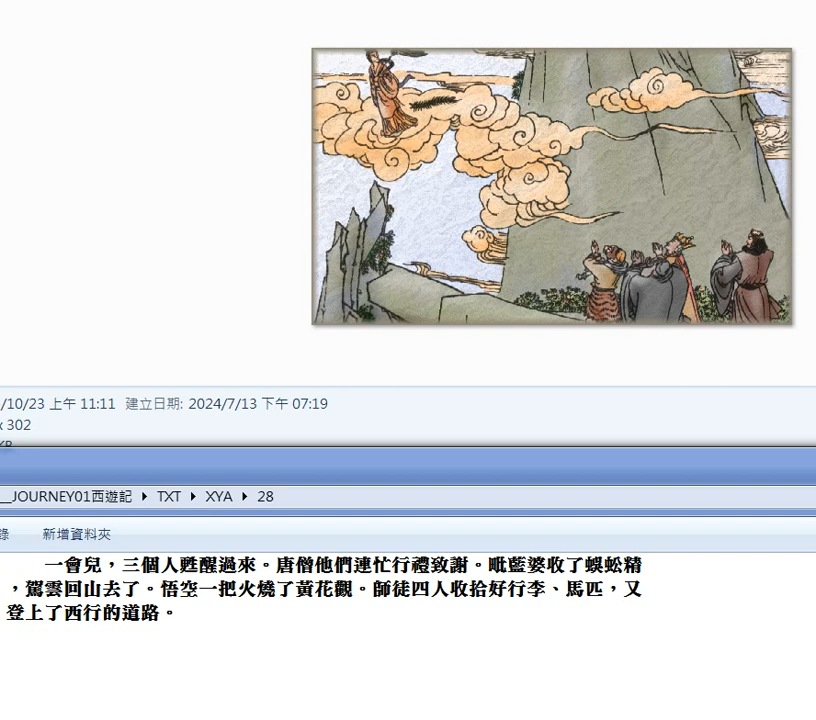 /10/23 上午 11:11 建立日期: 2024/7/13 下午 07:19
x 302
KB
__JOURNEY01西遊記 ▸ TXT ▸ XYA ▸ 28
錄 新增資料夾
一會兒，三個人甦醒過來。唐僧他們連忙行禮致謝。毗藍婆收了蜈蚣精
，駕雲回山去了。悟空一把火燒了黃花觀。師徒四人收拾好行李、馬匹，又
登上了西行的道路。